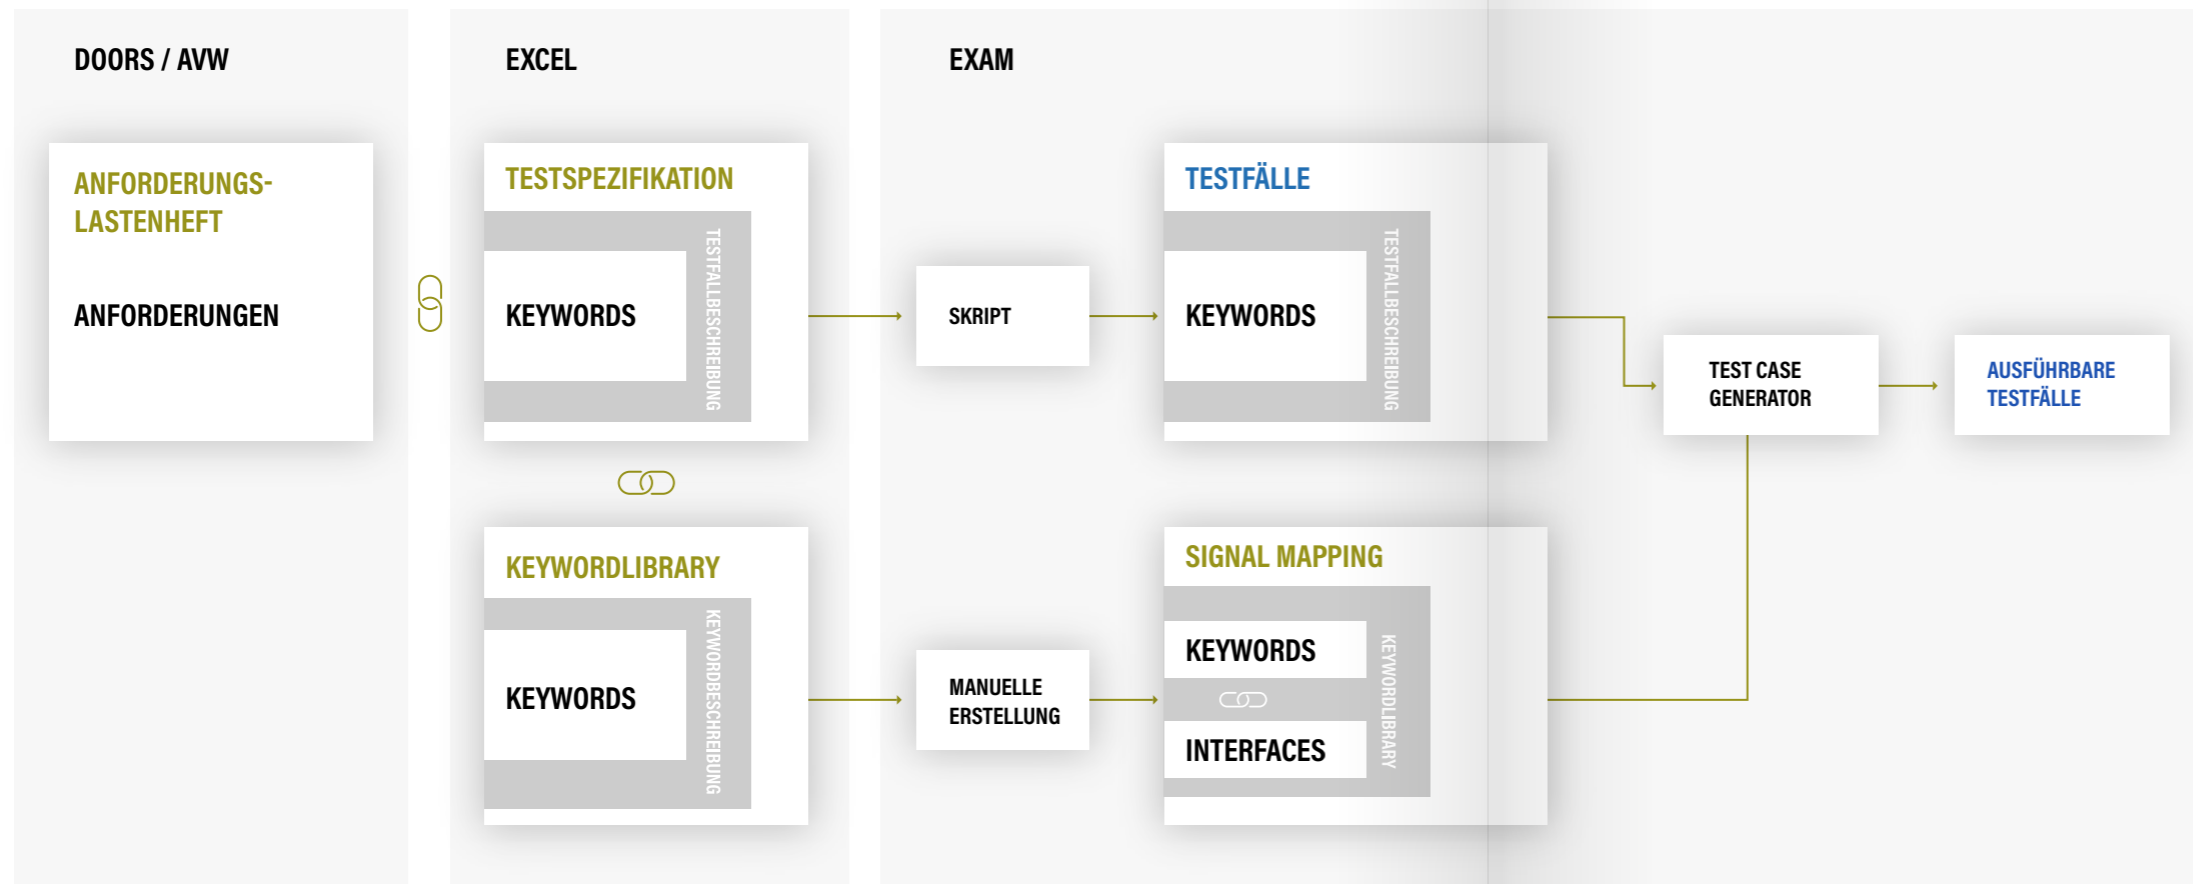 DOORS / AVW
ANFORDERUNGS-
LASTENHEFT
ANFORDERUNGEN
EXCEL
TESTSPEZIFIKATION
KEYWORDS
TESTFALLBESCHREIBUNG
KEYWORDLIBRARY
KEYWORDS
KEYWORDBESCHREIBUNG
EXAM
SKRIPT
TESTFÄLLE
KEYWORDS
TESTFALLBESCHREIBUNG
MANUELLE
ERSTELLUNG
SIGNAL MAPPING
KEYWORDS
INTERFACES
KEYWORDLIBRARY
TEST CASE
GENERATOR
AUSFÜHRBARE
TESTFÄLLE